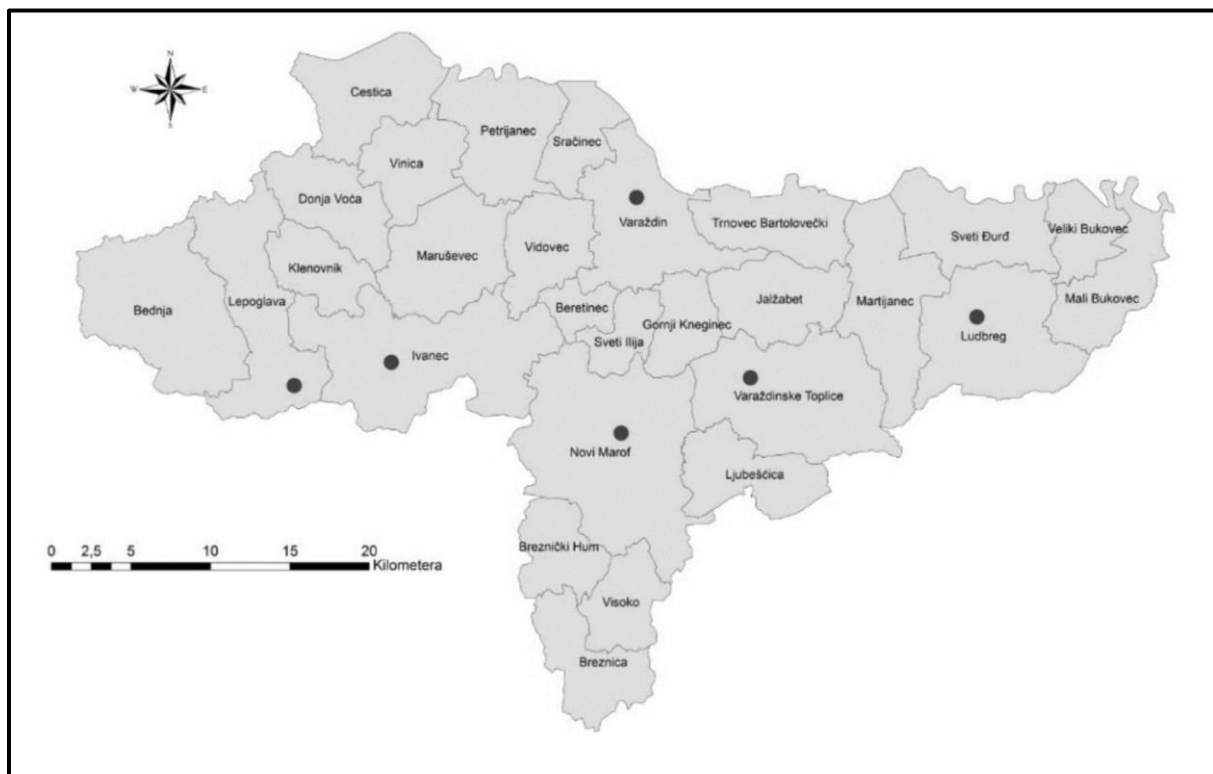 N
W E
S
Cestica
Petrijanec
Sračinec
Vinica
Donja Voća
Varaždin
Trnovec Bartolovečki
Veliki Bukovec
Sveti Đurđ
Vidovec
Maruševec
Klenovnik
Bednja
Lepoglava
Beretinec
Jalžabet
Martijanec
Mali Bukovec
Gornji Kneginec
Ludbreg
Sveti Ilija
Ivanec
Varaždinske Toplice
Novi Marof
Ljubešćica
Breznički Hum
0 2,5 5 10 15 20
Kilometera
Visoko
Breznica